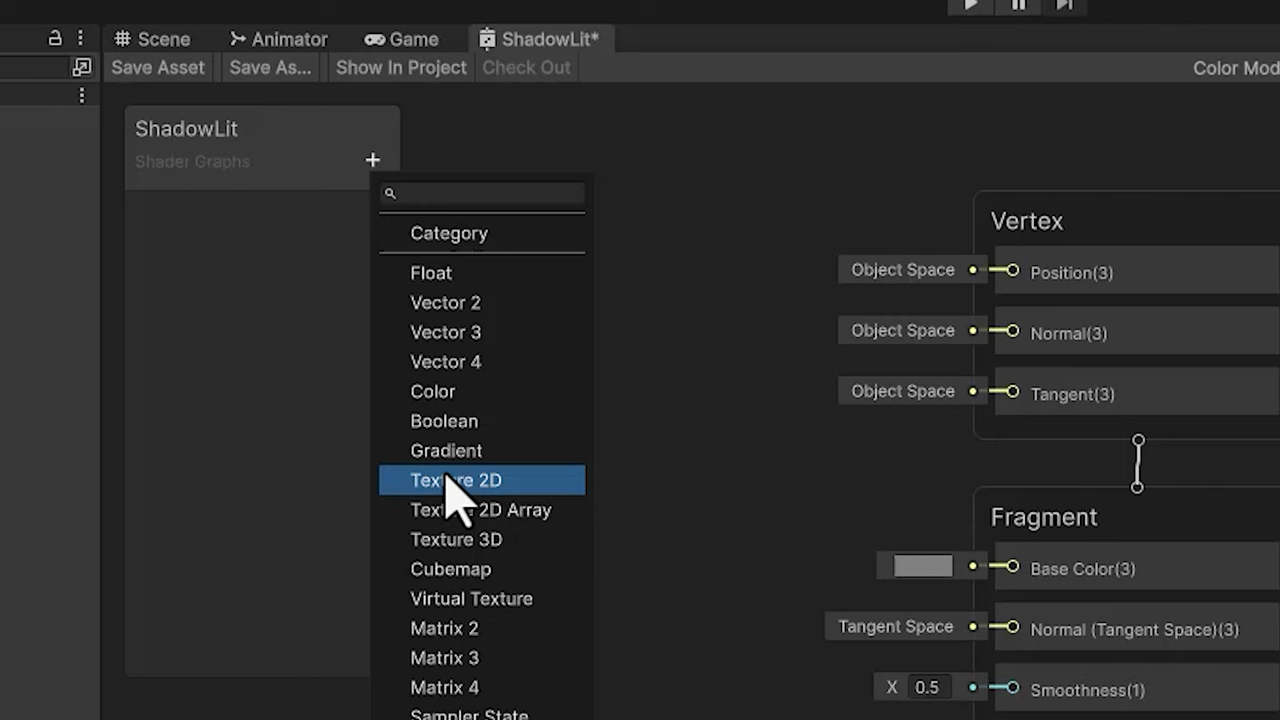 Scene
Animator
Game
ShadowLit*
Save Asset
Save As...
Show In Project
Check Out
Color Mod
ShadowLit
Shader Graphs
+
Category
Float
Vector 2
Vector 3
Vector 4
Color
Boolean
Gradient
Texture 2D
Texture 2D Array
Texture 3D
Cubemap
Virtual Texture
Matrix 2
Matrix 3
Matrix 4
Sampler State
Vertex
Object Space
Position(3)
Object Space
Normal(3)
Object Space
Tangent(3)
Fragment
Base Color(3)
Tangent Space
Normal (Tangent Space)(3)
X 0.5
Smoothness(1)